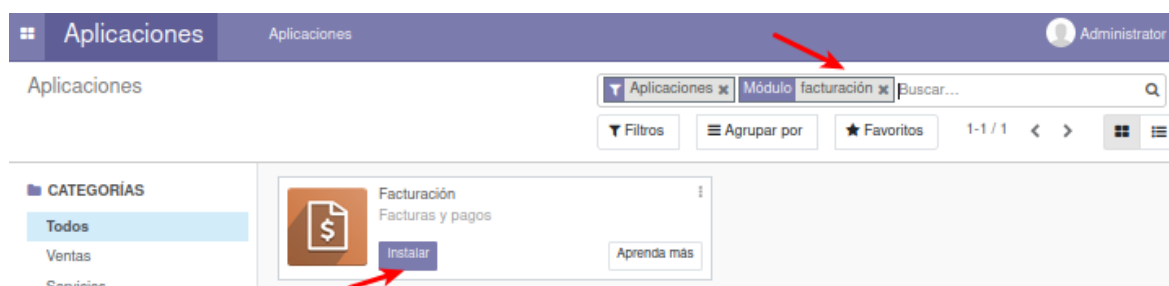 Aplicaciones Aplicaciones Administrator
Aplicaciones
Aplicaciones Módulo facturación Buscar...
Filtros Agrupar por Favoritos 1-1 / 1
CATEGORÍAS
Todos
Ventas
Servicios
Facturación
Facturas y pagos
Instalar Aprenda más